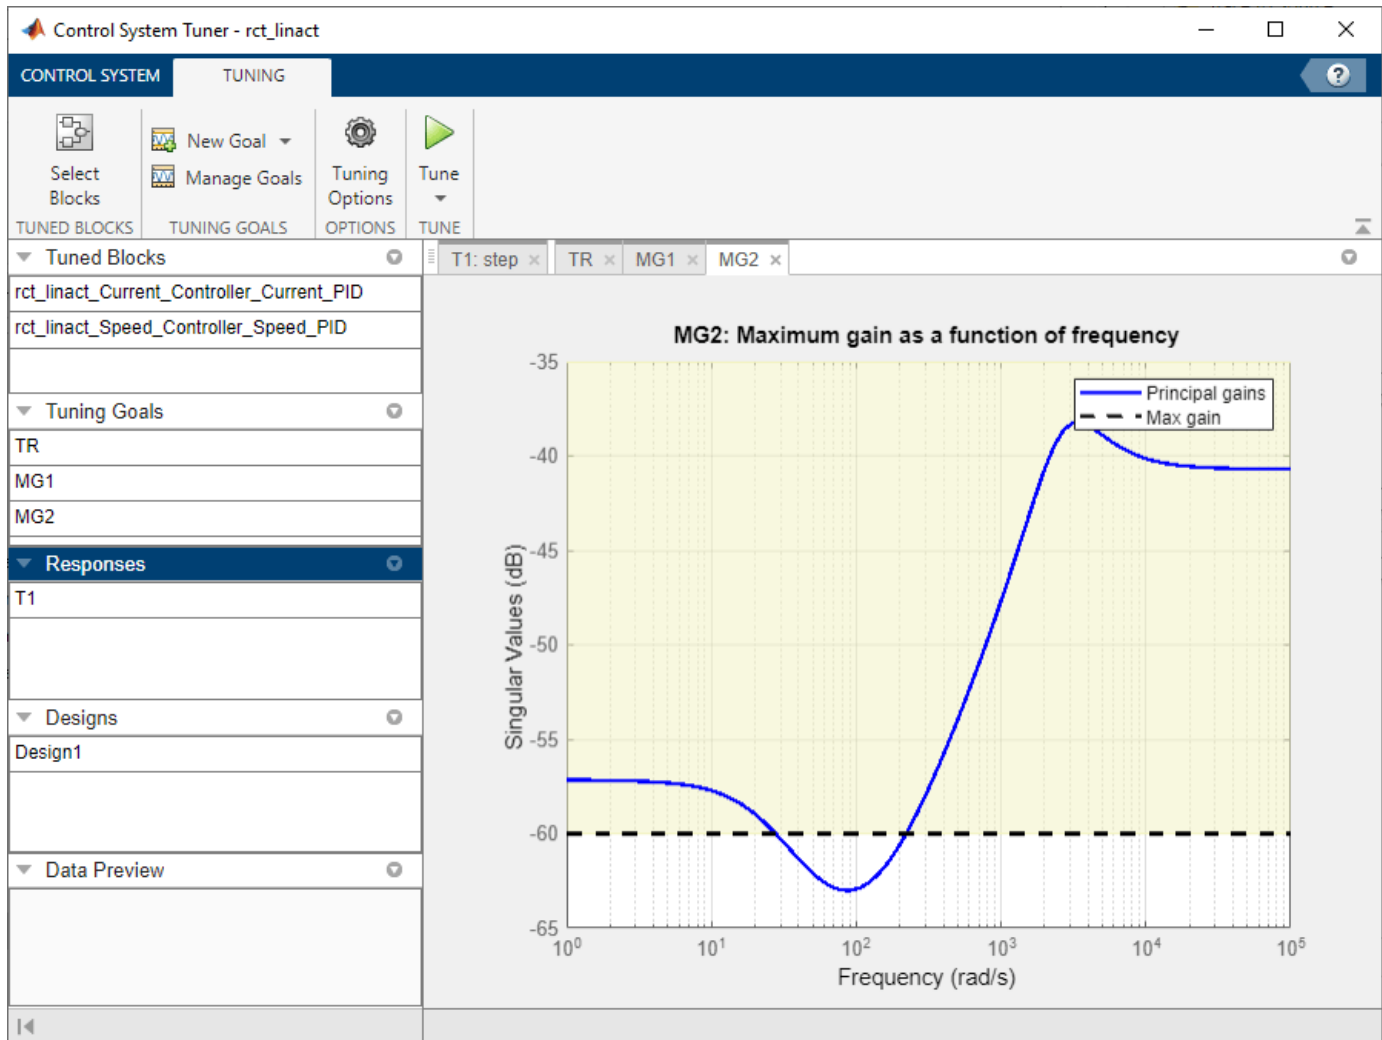 Control System Tuner - rct_linact
CONTROL SYSTEM TUNING
?
Select Blocks
New Goal
Manage Goals
Tuning Options
Tune
TUNED BLOCKS TUNING GOALS OPTIONS TUNE
Tuned Blocks
rct_linact_Current_Controller_Current_PID
rct_linact_Speed_Controller_Speed_PID
Tuning Goals
TR
MG1
MG2
Responses
T1
Designs
Design1
Data Preview
T1: step TR MG1 MG2
MG2: Maximum gain as a function of frequency
Principal gains
Max gain
Singular Values (dB)
-35
-40
-45
-50
-55
-60
-65
10^0 10^1 10^2 10^3 10^4 10^5
Frequency (rad/s)